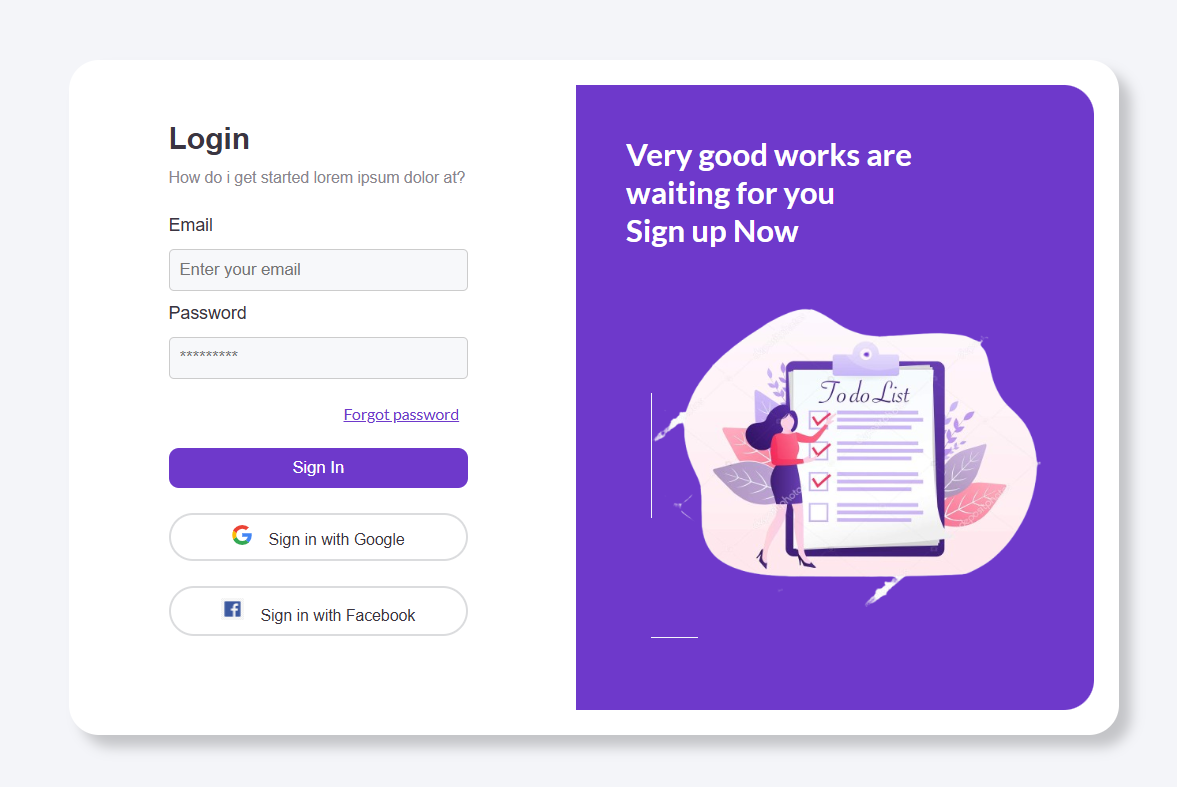 Login
How do i get started lorem ipsum dolor at?
Email
Enter your email
Password
*********
Forgot password
Sign In
Sign in with Google
Sign in with Facebook
Very good works are
waiting for you
Sign up Now
To do List